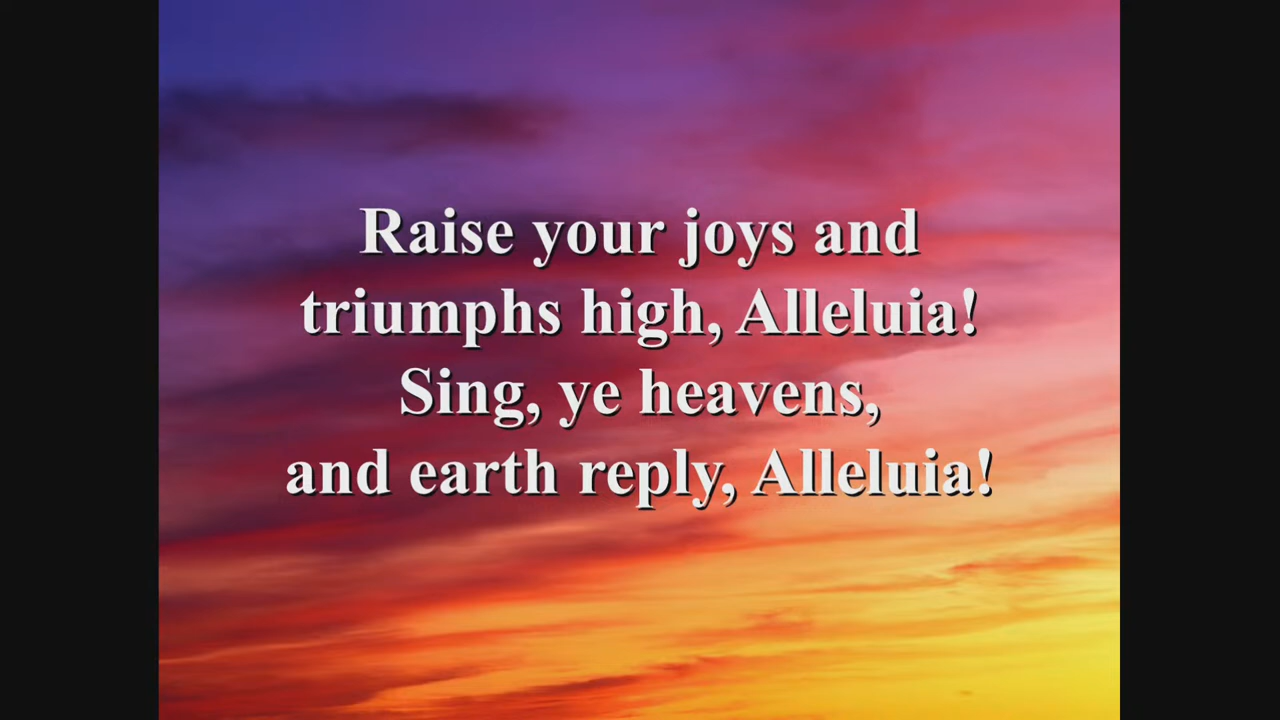 Raise your joys and
triumphs high, Alleluia!
Sing, ye heavens,
and earth reply, Alleluia!